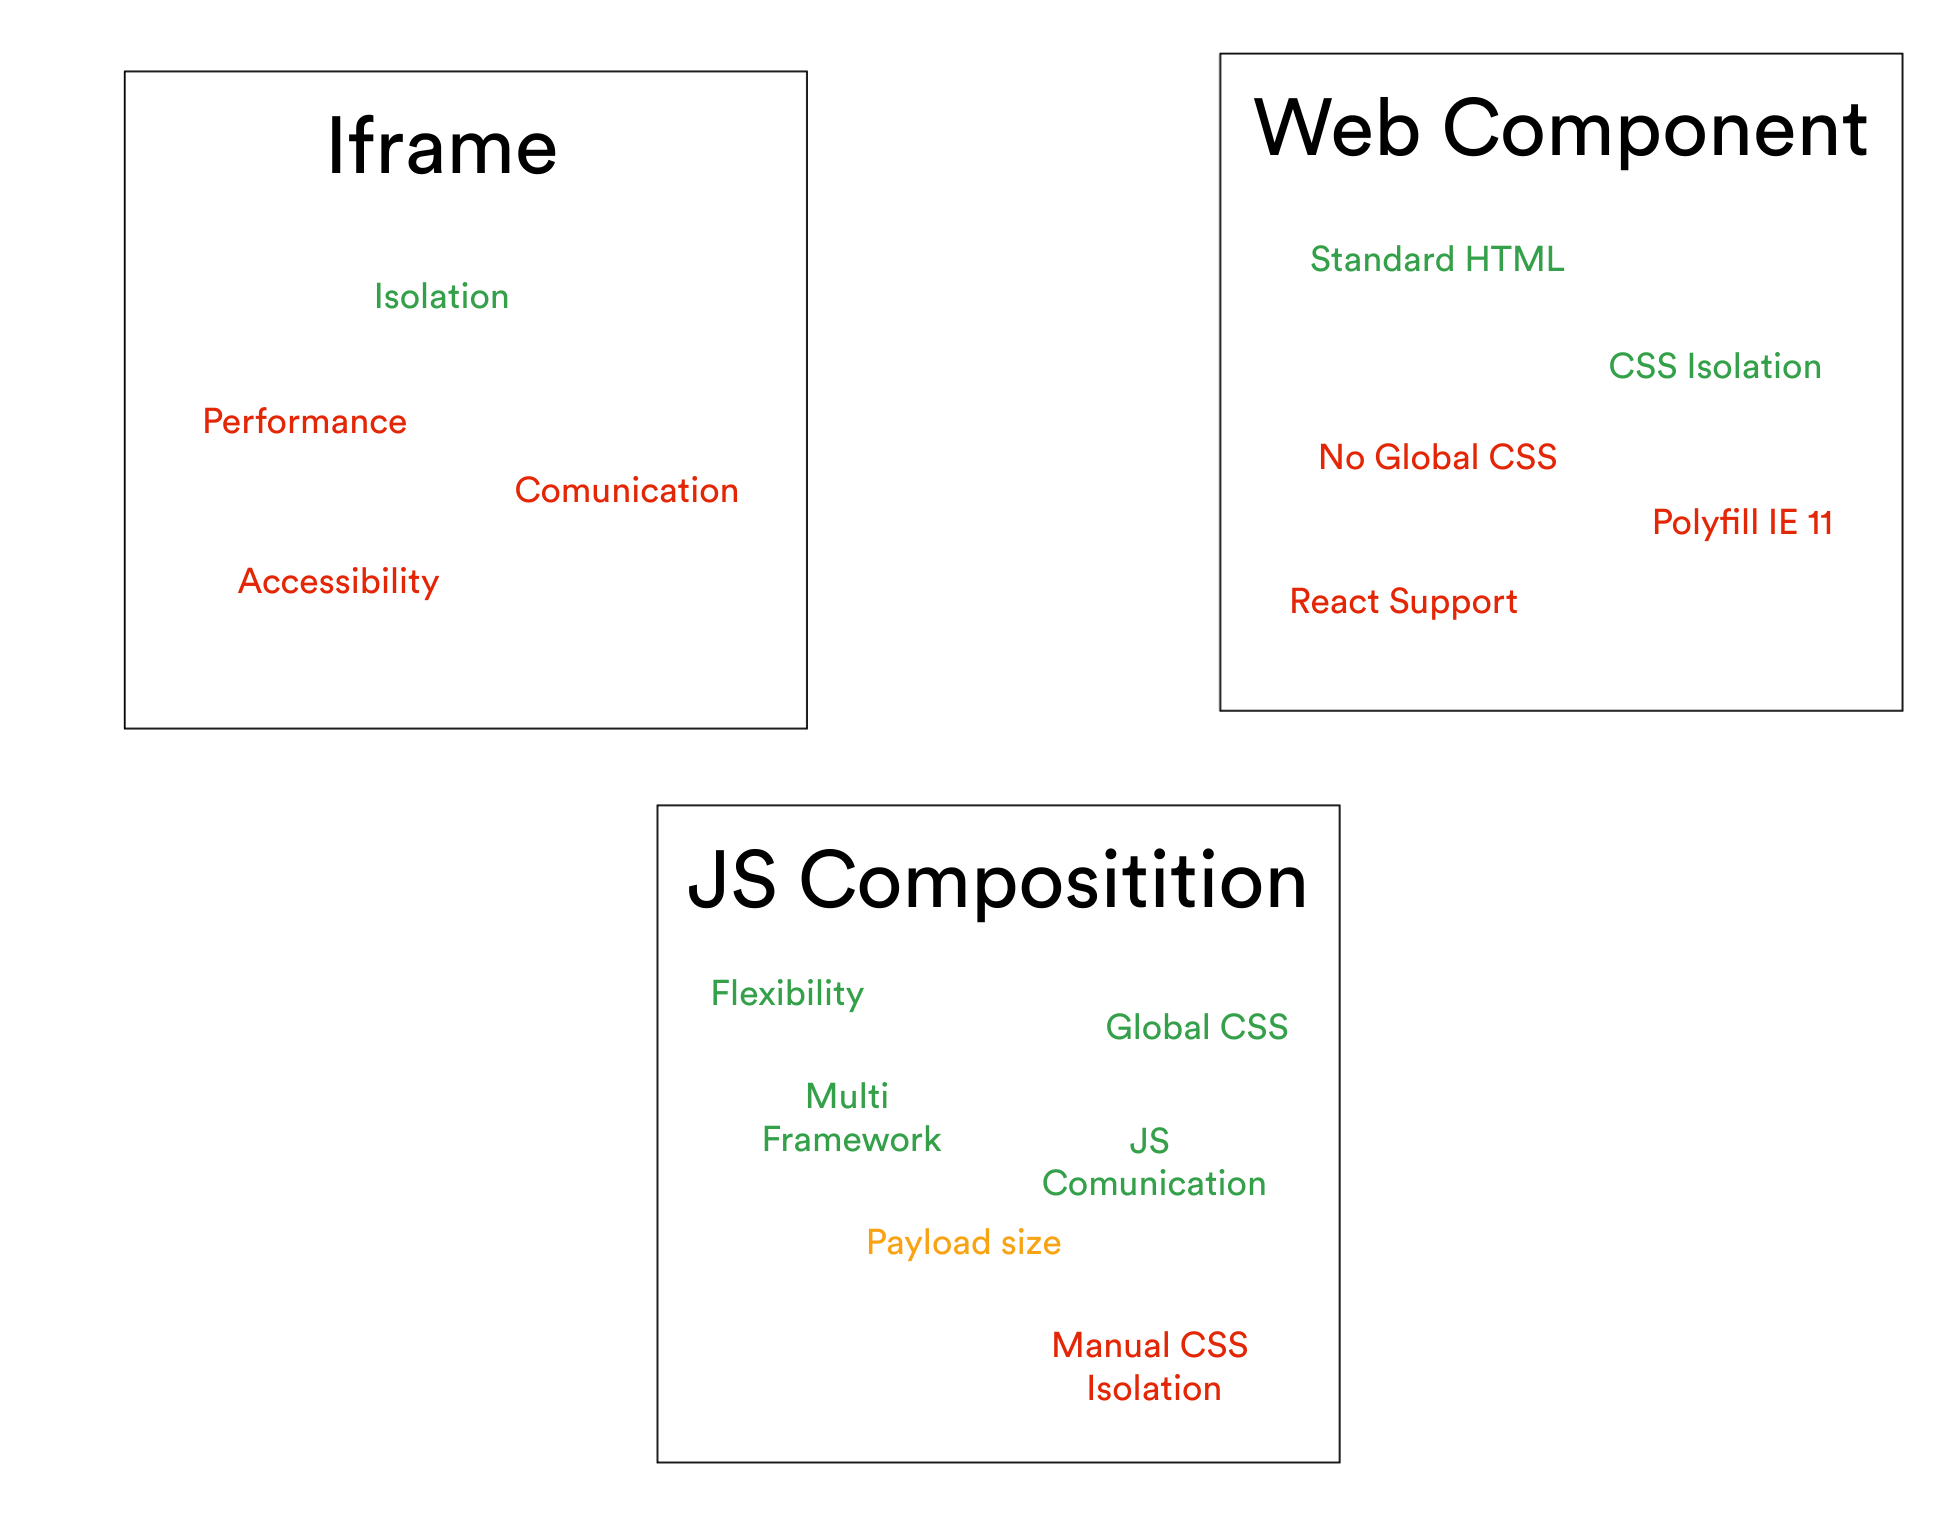 Iframe
Isolation
Performance
Comunication
Accessibility
Web Component
Standard HTML
CSS Isolation
No Global CSS
Polyfill IE 11
React Support
JS Compositition
Flexibility
Global CSS
Multi
Framework
JS
Comunication
Payload size
Manual CSS
Isolation